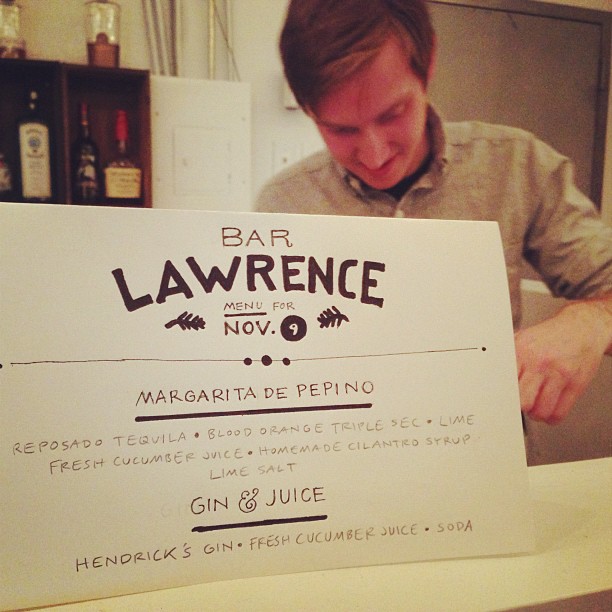 BAR
LAWRENCE
MENU FOR
NOV. 9
MARGARITA DE PEPINO
REPOSADO TEQUILA • BLOOD ORANGE TRIPLE SEC • LIME
FRESH CUCUMBER JUICE • HOMEMADE CILANTRO SYRUP
LIME SALT
GIN & JUICE
HENDRICK'S GIN • FRESH CUCUMBER JUICE • SODA